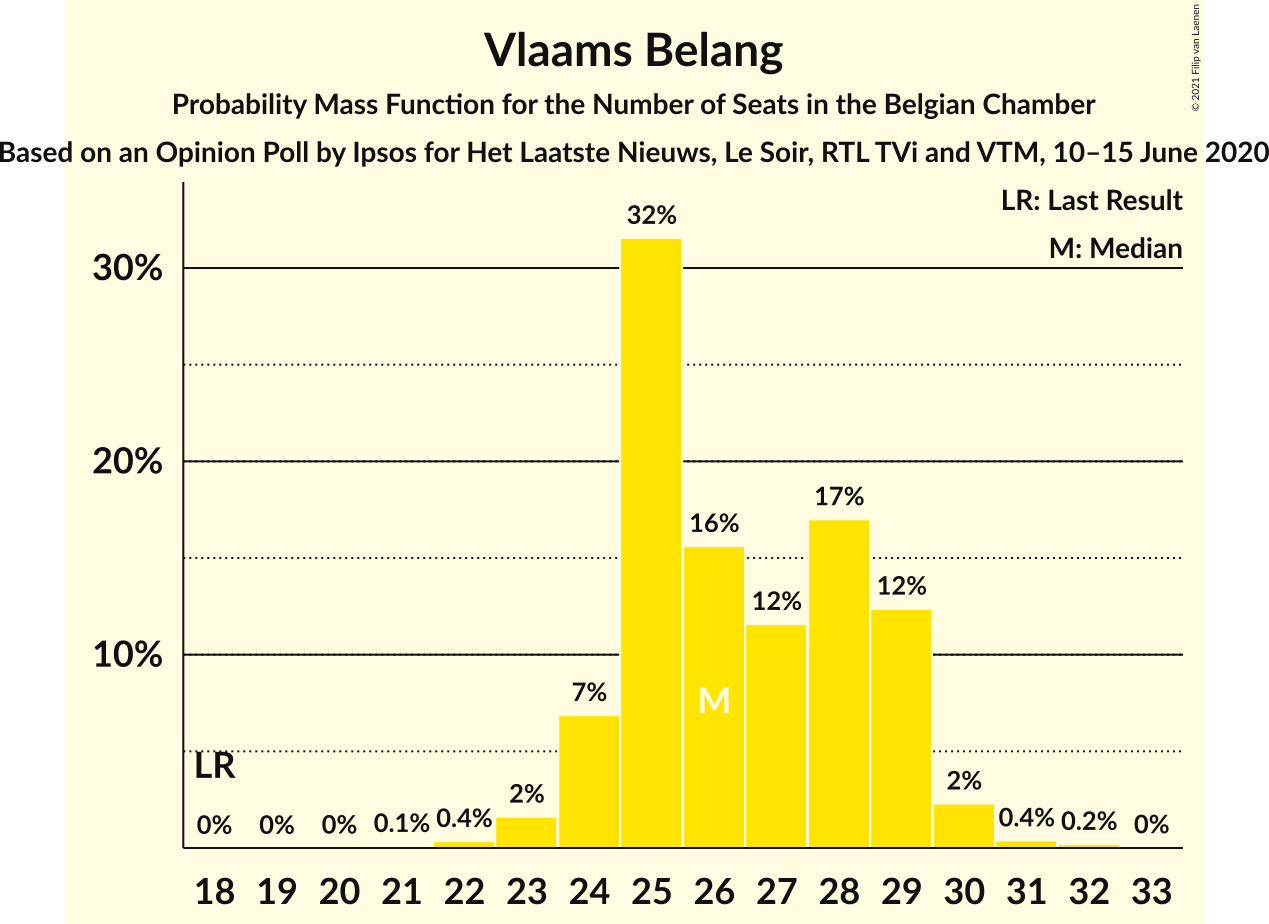 Vlaams Belang
Probability Mass Function for the Number of Seats in the Belgian Chamber
Based on an Opinion Poll by Ipsos for Het Laatste Nieuws, Le Soir, RTL TVi and VTM, 10–15 June 2020
© 2021 Filip van Laenen
LR: Last Result
M: Median
30%
20%
10%
32%
16%
12%
17%
12%
7%
M
LR
0%
0%
0%
0.1%
0.4%
2%
2%
0.4%
0.2%
0%
18 19 20 21 22 23 24 25 26 27 28 29 30 31 32 33